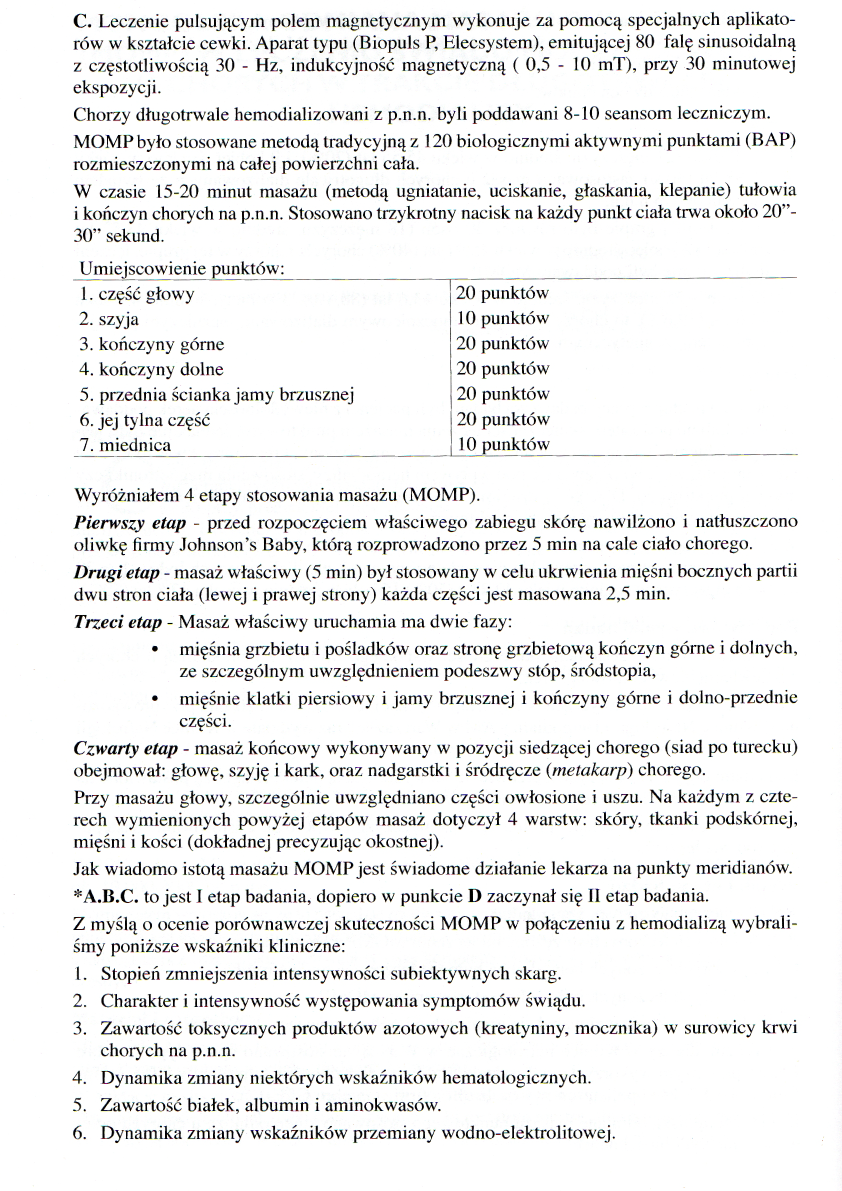 C. Leczenie pulsującym polem magnetycznym wykonuje za pomocą specjalnych aplikato-
rów w kształcie cewki. Aparat typu (Biopuls P, Elecsystem), emitującej 80 falę sinusoidalną
z częstotliwością 30 - Hz, indukcyjność magnetyczną ( 0,5 - 10 mT), przy 30 minutowej
ekspozycji.
Chorzy długotrwale hemodializowani z p.n.n. byli poddawani 8-10 seansom leczniczym.
MOMP było stosowane metodą tradycyjną z 120 biologicznymi aktywnymi punktami (BAP)
rozmieszczonymi na całej powierzchni cała.
W czasie 15-20 minut masażu (metodą ugniatanie, uciskanie, głaskania, klepanie) tułowia
i kończyn chorych na p.n.n. Stosowano trzykrotny nacisk na każdy punkt ciała trwa około 20”-
30” sekund.
Umiejscowienie punktów:
1. część głowy 20 punktów
2. szyja 10 punktów
3. kończyny górne 20 punktów
4. kończyny dolne 20 punktów
5. przednia ścianka jamy brzusznej 20 punktów
6. jej tylna część 20 punktów
7. miednica 10 punktów
Wyróżniałem 4 etapy stosowania masażu (MOMP).
Pierwszy etap - przed rozpoczęciem właściwego zabiegu skórę nawilżono i natłuszczono
oliwkę firmy Johnson’s Baby, którą rozprowadzono przez 5 min na cale ciało chorego.
Drugi etap - masaż właściwy (5 min) był stosowany w celu ukrwienia mięśni bocznych partii
dwu stron ciała (lewej i prawej strony) każda części jest masowana 2,5 min.
Trzeci etap - Masaż właściwy uruchamia ma dwie fazy:
• mięśnia grzbietu i pośladków oraz stronę grzbietową kończyn górne i dolnych,
ze szczególnym uwzględnieniem podeszwy stóp, śródstopia,
• mięśnie klatki piersiowy i jamy brzusznej i kończyny górne i dolno-przednie
części.
Czwarty etap - masaż końcowy wykonywany w pozycji siedzącej chorego (siad po turecku)
obejmował: głowę, szyję i kark, oraz nadgarstki i śródręcze (metakarp) chorego.
Przy masażu głowy, szczególnie uwzględniano części owłosione i uszu. Na każdym z czte-
rech wymienionych powyżej etapów masaż dotyczył 4 warstw: skóry, tkanki podskórnej,
mięśni i kości (dokładnej precyzując okostnej).
Jak wiadomo istotą masażu MOMP jest świadome działanie lekarza na punkty meridianów.
*A.B.C. to jest I etap badania, dopiero w punkcie D zaczynał się II etap badania.
Z myślą o ocenie porównawczej skuteczności MOMP w połączeniu z hemodializą wybrali-
śmy poniższe wskaźniki kliniczne:
1. Stopień zmniejszenia intensywności subiektywnych skarg.
2. Charakter i intensywność występowania symptomów świądu.
3. Zawartość toksycznych produktów azotowych (kreatyniny, mocznika) w surowicy krwi
chorych na p.n.n.
4. Dynamika zmiany niektórych wskaźników hematologicznych.
5. Zawartość białek, albumin i aminokwasów.
6. Dynamika zmiany wskaźników przemiany wodno-elektrolitowej.